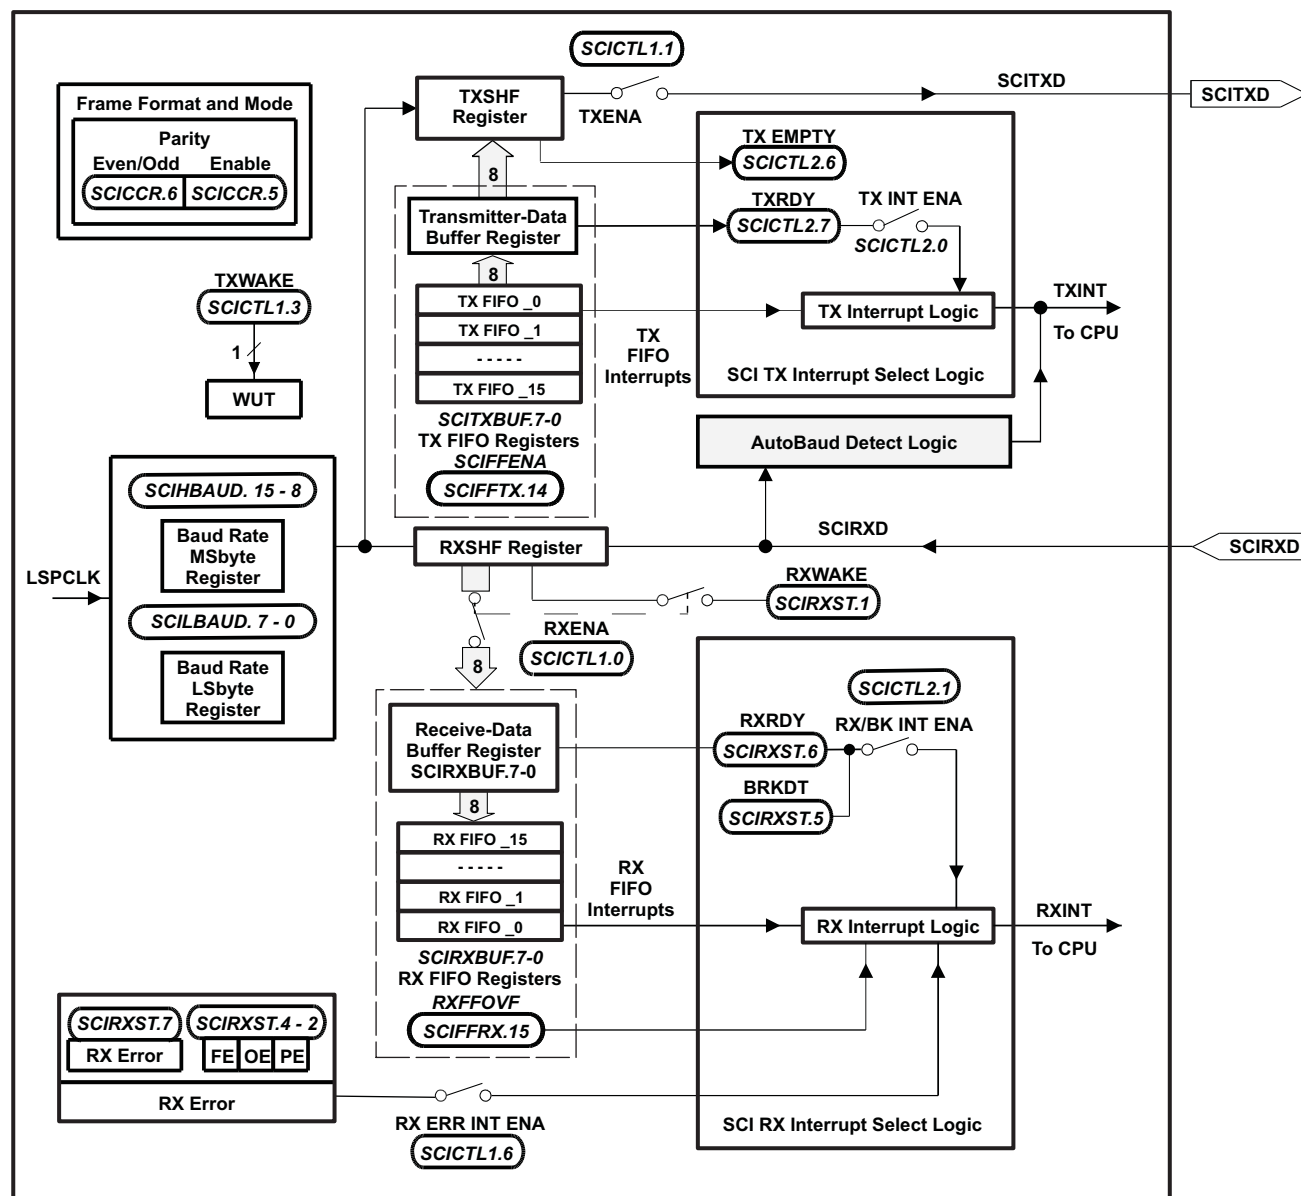 SCICTL1.1
Frame Format and Mode
Parity
Even/Odd Enable
SCICCR.6 SCICCR.5
TXSHF
Register
TXENA
SCITXD
SCITXD
8
TX EMPTY
SCICTL2.6
TXRDY
SCICTL2.7
TX INT ENA
SCICTL2.0
Transmitter-Data
Buffer Register
8
TX FIFO _0
TX FIFO _1
- - - - -
TX FIFO _15
SCITXBUF.7-0
TX FIFO Registers
SCIFFENA
SCIFFTX.14
TX
FIFO
Interrupts
TX Interrupt Logic
SCI TX Interrupt Select Logic
TXINT
To CPU
TXWAKE
SCICTL1.3
1
WUT
AutoBaud Detect Logic
LSPCLK
SCIHBAUD. 15 - 8
Baud Rate
MSbyte
Register
SCILBAUD. 7 - 0
Baud Rate
LSbyte
Register
RXSHF Register
SCIRXD
SCIRXD
RXWAKE
SCIRXST.1
RXENA
SCICTL1.0
8
Receive-Data
Buffer Register
SCIRXBUF.7-0
8
RX FIFO _15
- - - - -
RX FIFO _1
RX FIFO _0
SCIRXBUF.7-0
RX FIFO Registers
RXFFOVF
SCIFFRX.15
RX
FIFO
Interrupts
SCICTL2.1
RXRDY
RX/BK INT ENA
SCIRXST.6
BRKDT
SCIRXST.5
RX Interrupt Logic
RXINT
To CPU
SCI RX Interrupt Select Logic
SCIRXST.7 SCIRXST.4 - 2
RX Error FE OE PE
RX Error
RX ERR INT ENA
SCICTL1.6